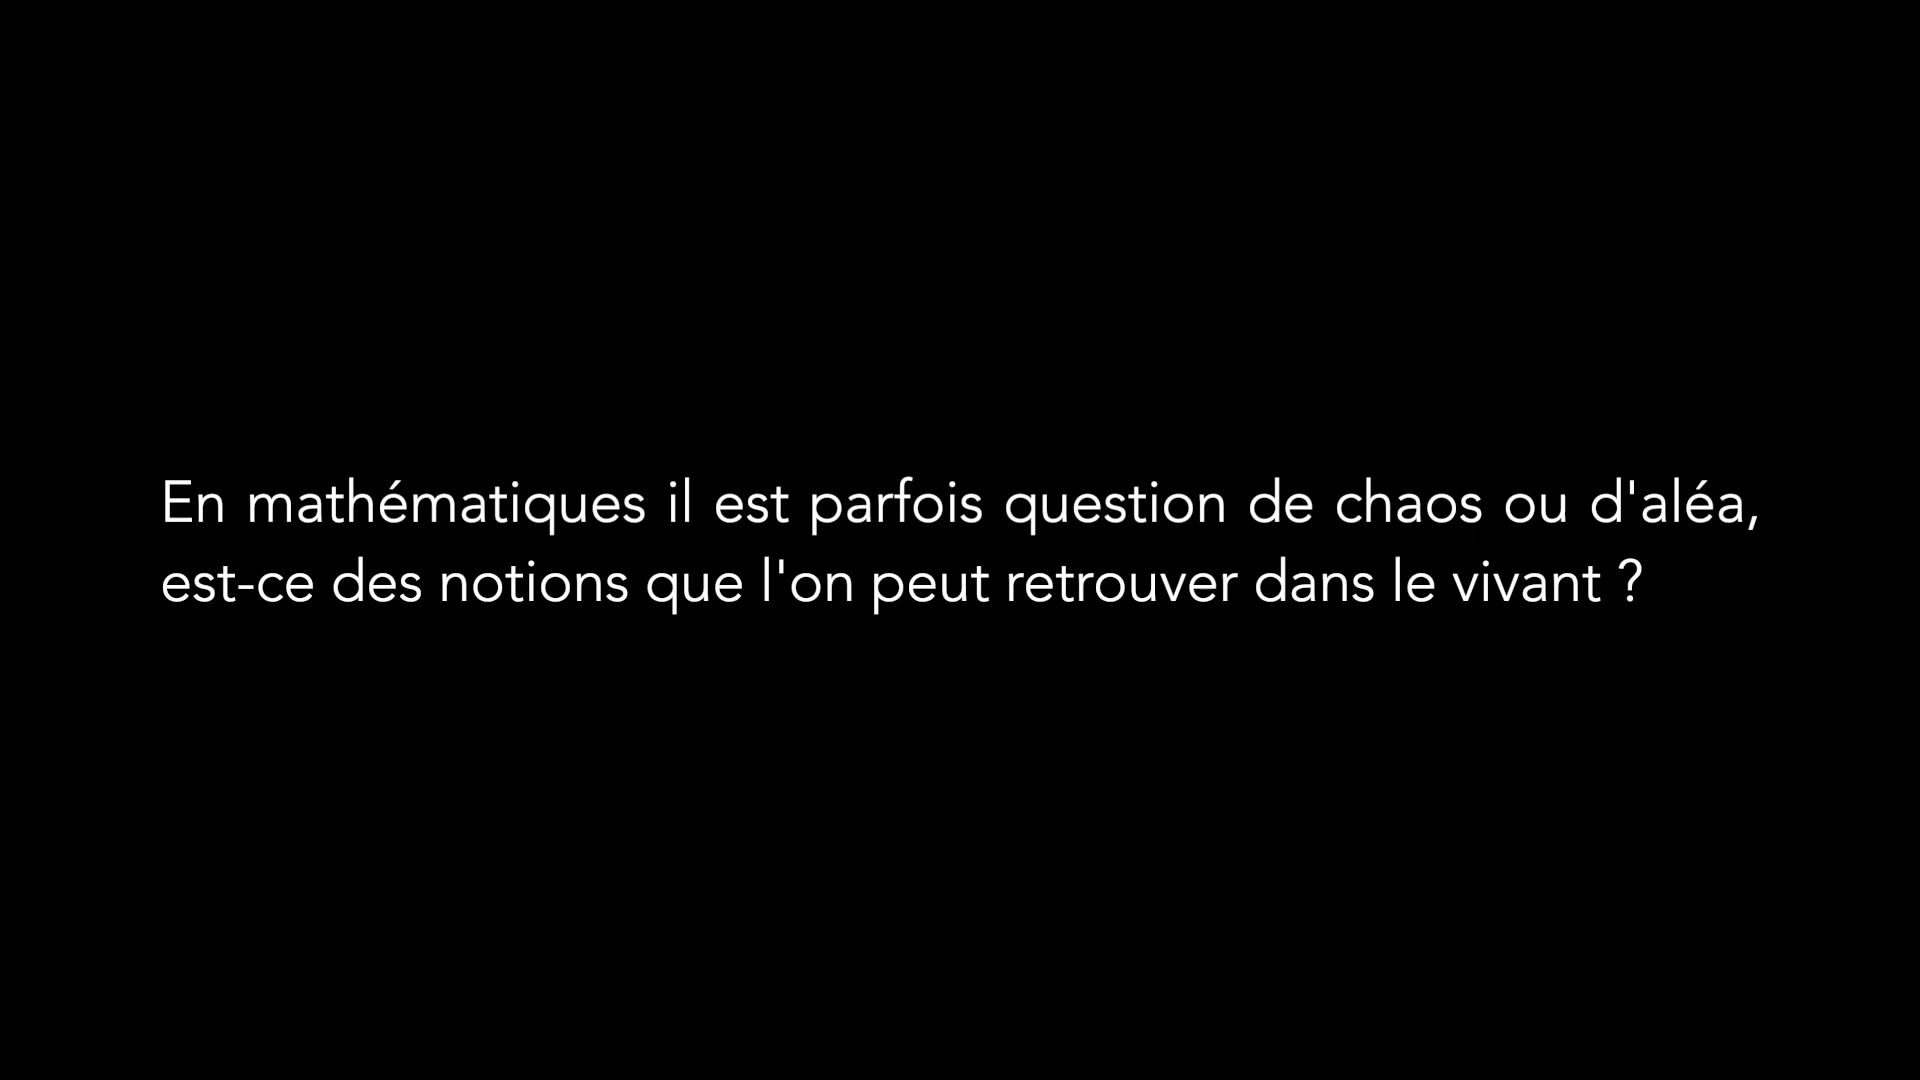 En mathématiques il est parfois question de chaos ou d'aléa,
est-ce des notions que l'on peut retrouver dans le vivant ?